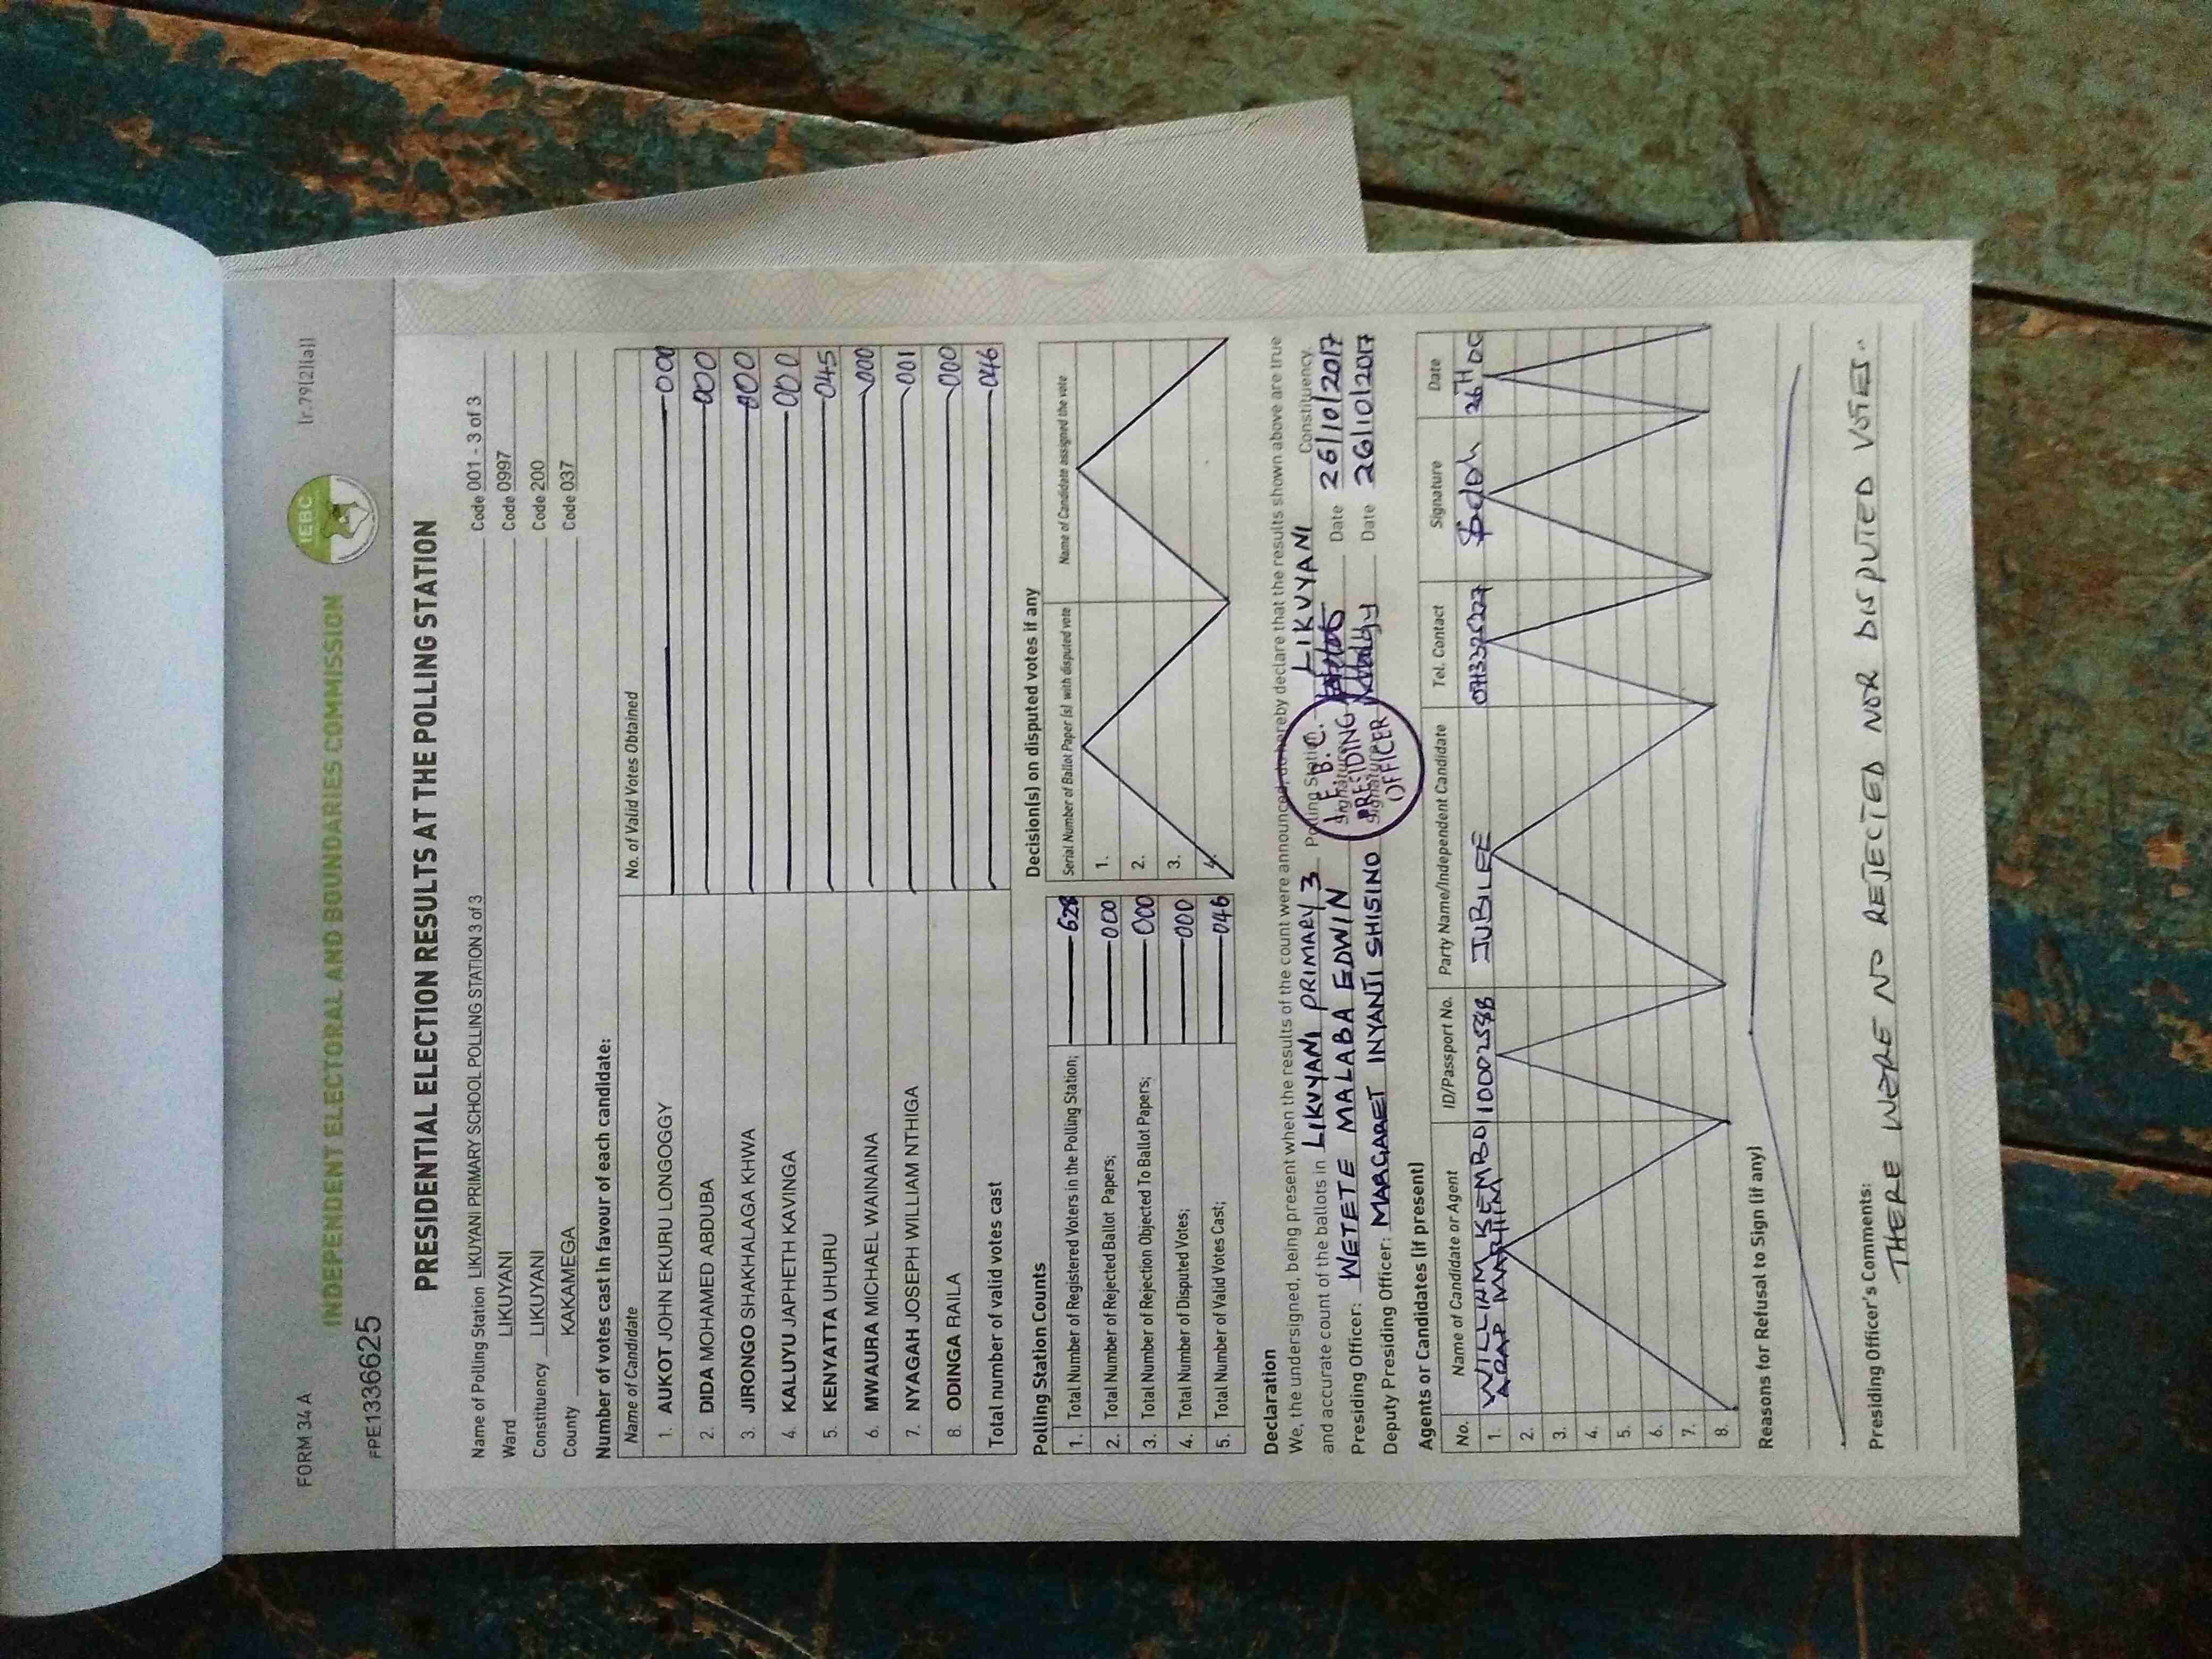 FORM 34 A
[r.79(2)(a)]
INDEPENDENT ELECTORAL AND BOUNDARIES COMMISSION
IEBC
FPE1336625
PRESIDENTIAL ELECTION RESULTS AT THE POLLING STATION
Name of Polling Station LIKUYANI PRIMARY SCHOOL POLLING STATION 3 of 3 Code 001 - 3 of 3
Ward LIKUYANI Code 0997
Constituency LIKUYANI Code 200
County KAKAMEGA Code 037
Number of votes cast in favour of each candidate:
Name of Candidate No. of Valid Votes Obtained
1. AUKOT JOHN EKURU LONGOGGY 000
2. DIDA MOHAMED ABDUBA 000
3. JIRONGO SHAKHALAGA KHWA 000
4. KALUYU JAPHETH KAVINGA 000
5. KENYATTA UHURU 045
6. MWAURA MICHAEL WAINAINA 000
7. NYAGAH JOSEPH WILLIAM NTHIGA 001
8. ODINGA RAILA 000
Total number of valid votes cast 046
Polling Station Counts
1. Total Number of Registered Voters in the Polling Station; 628
2. Total Number of Rejected Ballot Papers; 000
3. Total Number of Rejection Objected To Ballot Papers; 000
4. Total Number of Disputed Votes; 000
5. Total Number of Valid Votes Cast; 046
Decision(s) on disputed votes if any
Serial Number of Ballot Paper (s) with disputed vote Name of Candidate assigned the vote
1.
2.
3.
4.
Declaration
We, the undersigned, being present when the results of the count were announced, do hereby declare that the results shown above are true
and accurate count of the ballots in LIKUYANI PRIMARY 3 Polling Station LIKUYANI Constituency.
Presiding Officer: WETETE MALABA EDWIN Signature Date 26/10/2017
Deputy Presiding Officer: MARGARET INYANJI SHISINO Signature Date 26/10/2017
I.E.B.C.
PRESIDING
OFFICER
Agents or Candidates (if present)
No. Name of Candidate or Agent ID/Passport No. Party Name/Independent Candidate Tel. Contact Signature Date
1. WILLIAM KEMBOI JUBILEE 26TH OC
ARAP
2.
3.
4.
5.
6.
7.
8.
Reasons for Refusal to Sign (if any)
Presiding Officer's Comments:
THERE WERE NO REJECTED NOR DISPUTED VOTES..